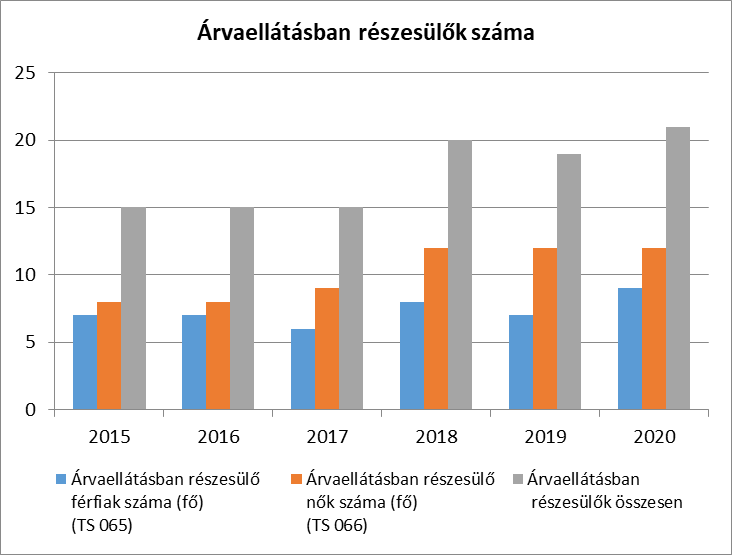 Árvaellátásban részesülők száma
25
20
15
10
5
0
2015 2016 2017 2018 2019 2020
Árvaellátásban részesülő
férfiak száma (fő)
(TS 065)
Árvaellátásban részesülő
nők száma (fő)
(TS 066)
Árvaellátásban
részesülők összesen